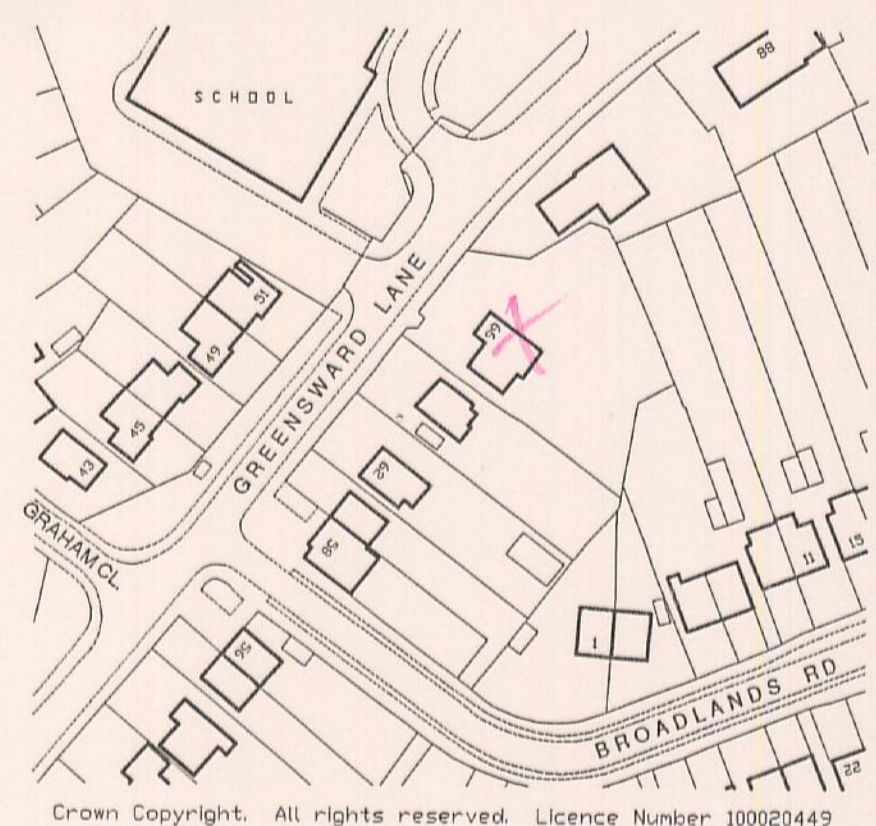 SCHOOL
88
51
49
45
43
66
62
58
56
GREENSWARD LANE
GRAHAM CL.
1
11
15
BROADLANDS RD
22
Crown Copyright. All rights reserved. Licence Number 100020449